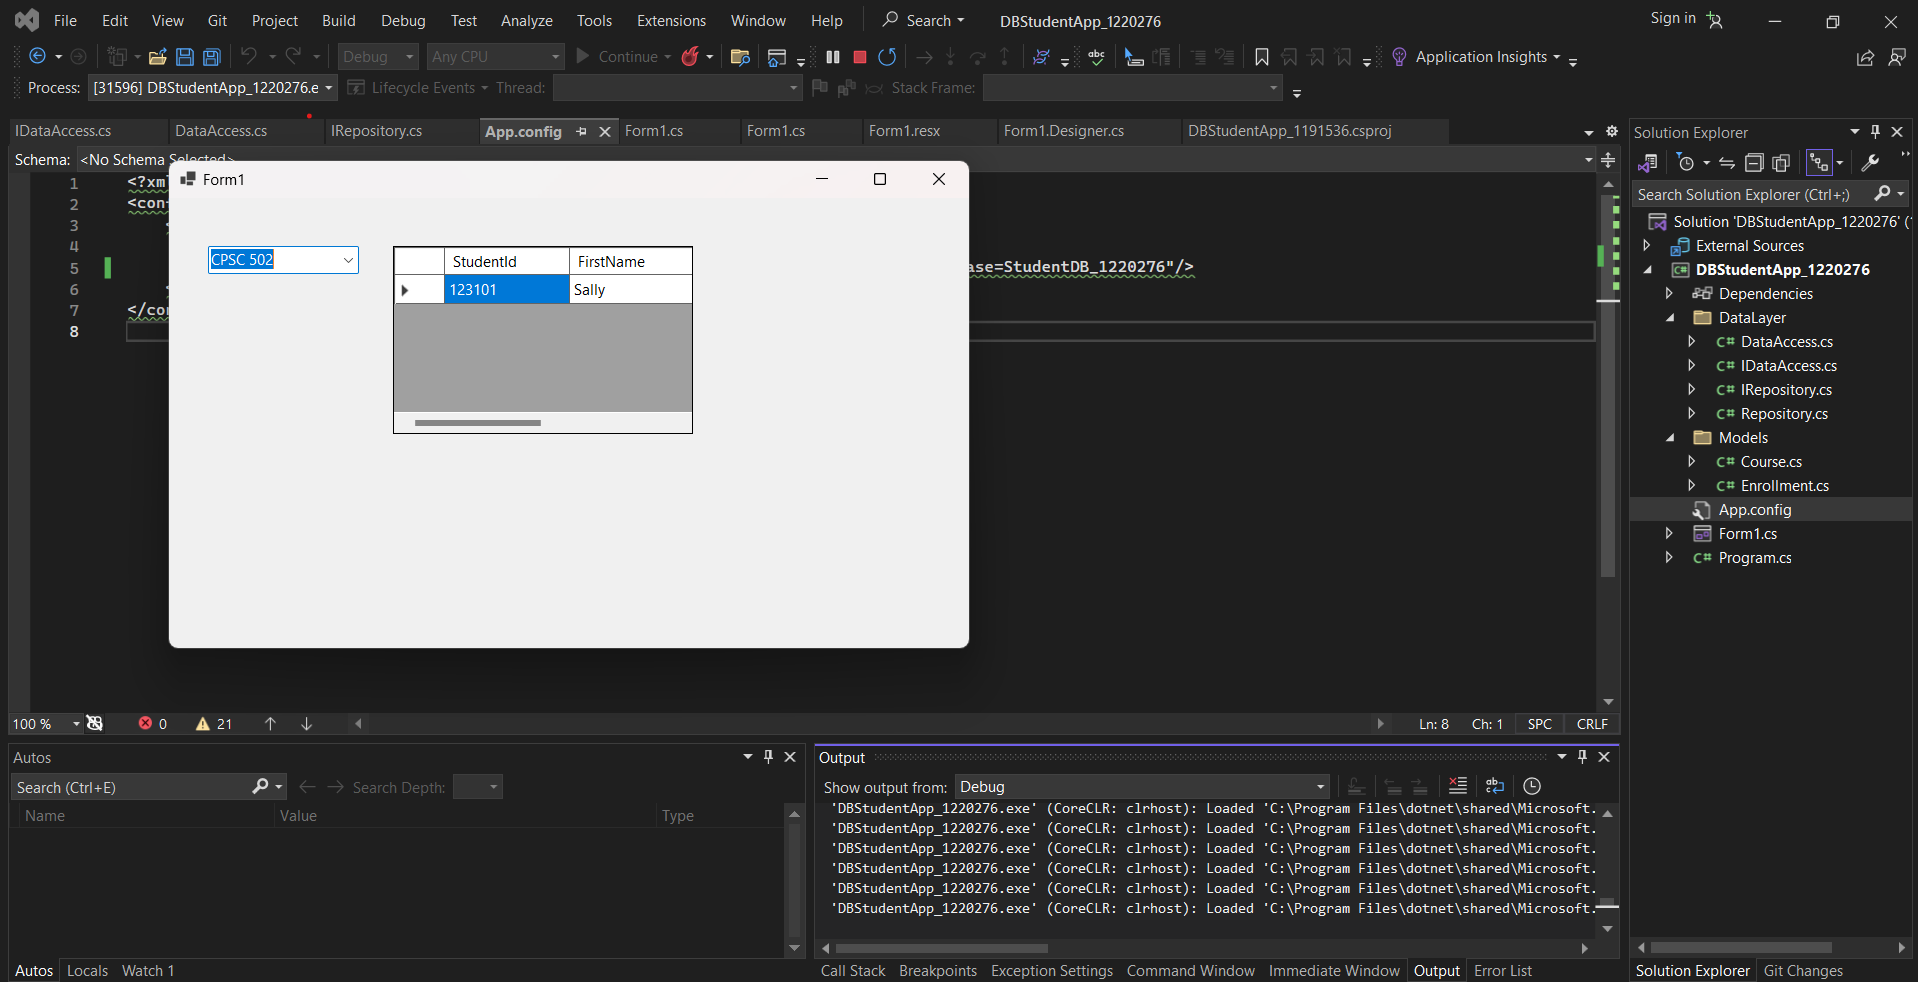 File Edit View Git Project Build Debug Test Analyze Tools Extensions Window Help Search DBStudentApp_1220276 Sign in
Debug Any CPU Continue Application Insights
Process: [31596] DBStudentApp_1220276.e Lifecycle Events Thread: Stack Frame:
IDataAccess.cs DataAccess.cs IRepository.cs App.config Form1.cs Form1.cs Form1.resx Form1.Designer.cs DBStudentApp_1191536.csproj
Schema: <No Schema Selected>
1 <?xml
2 <con
3
4
5 ase=StudentDB_1220276"/>
6
7 </con
8
Form1
CPSC 502
StudentId FirstName
123101 Sally
100 % 0 21 Ln: 8 Ch: 1 SPC CRLF
Solution Explorer
Search Solution Explorer (Ctrl+;)
Solution 'DBStudentApp_1220276' (
External Sources
DBStudentApp_1220276
Dependencies
DataLayer
C# DataAccess.cs
C# IDataAccess.cs
C# IRepository.cs
C# Repository.cs
Models
C# Course.cs
C# Enrollment.cs
App.config
Form1.cs
C# Program.cs
Solution Explorer Git Changes
Autos
Search (Ctrl+E) Search Depth:
Name Value Type
Autos Locals Watch 1
Output
Show output from: Debug
'DBStudentApp_1220276.exe' (CoreCLR: clrhost): Loaded 'C:\Program Files\dotnet\shared\Microsoft.
'DBStudentApp_1220276.exe' (CoreCLR: clrhost): Loaded 'C:\Program Files\dotnet\shared\Microsoft.
'DBStudentApp_1220276.exe' (CoreCLR: clrhost): Loaded 'C:\Program Files\dotnet\shared\Microsoft.
'DBStudentApp_1220276.exe' (CoreCLR: clrhost): Loaded 'C:\Program Files\dotnet\shared\Microsoft.
'DBStudentApp_1220276.exe' (CoreCLR: clrhost): Loaded 'C:\Program Files\dotnet\shared\Microsoft.
'DBStudentApp_1220276.exe' (CoreCLR: clrhost): Loaded 'C:\Program Files\dotnet\shared\Microsoft.
Call Stack Breakpoints Exception Settings Command Window Immediate Window Output Error List